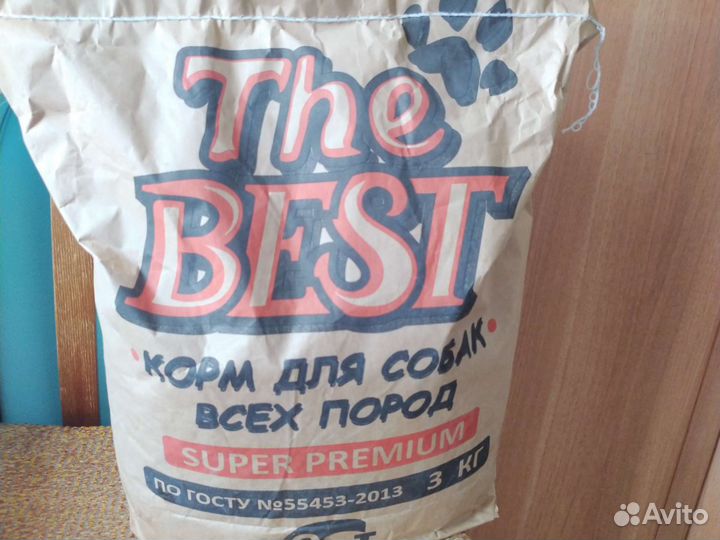 The
BEST
КОРМ ДЛЯ СОБАК
ВСЕХ ПОРОД
SUPER PREMIUM
ПО ГОСТУ №55453-2013 3 КГ
Avito